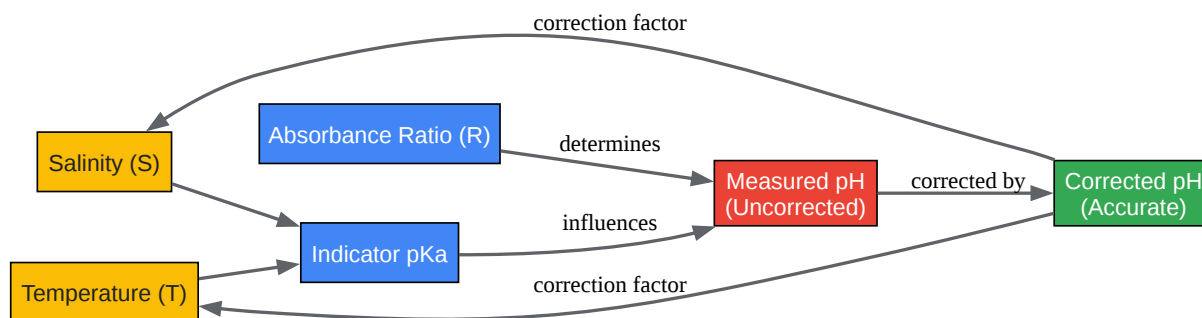 correction factor
Absorbance Ratio (R)
determines
Salinity (S)
Measured pH
(Uncorrected)
corrected by
Corrected pH
(Accurate)
influences
Indicator pKa
Temperature (T)
correction factor